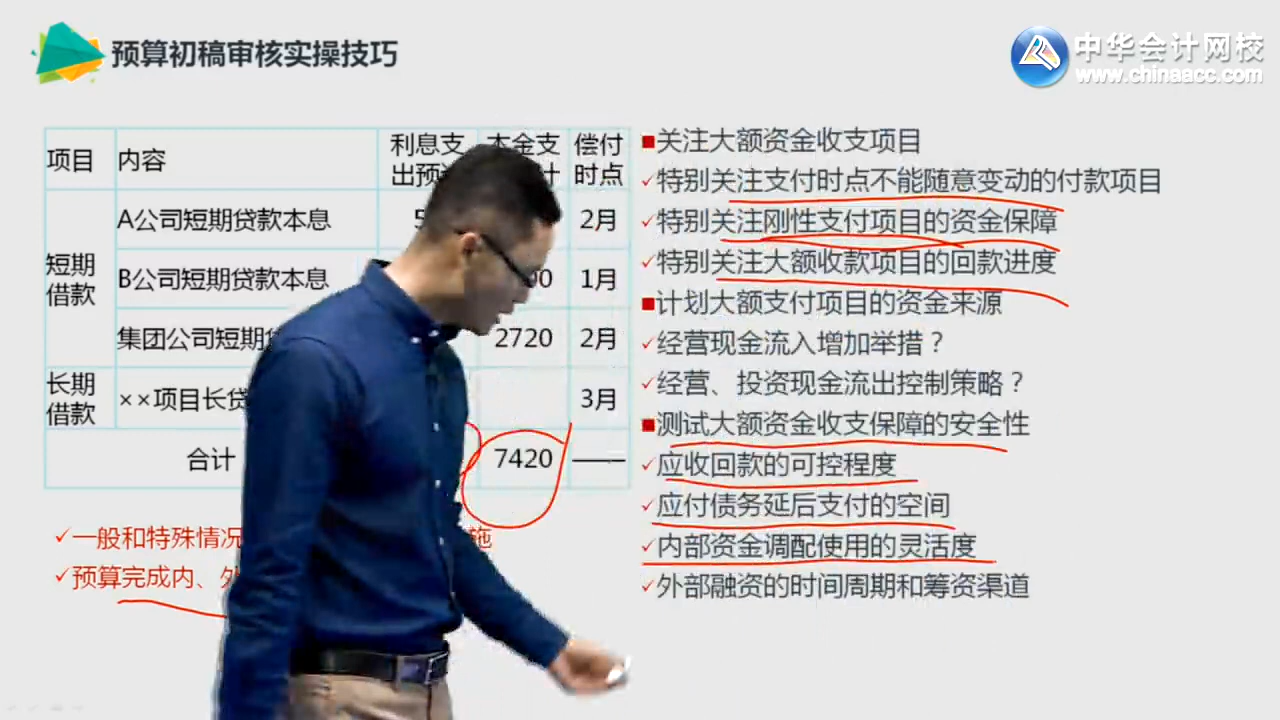 预算初稿审核实操技巧
中华会计网校
www.chinaacc.com
项目 内容 利息支出预 本金支计 偿付时点
短期借款
A公司短期贷款本息 5 2月
B公司短期贷款本息 00 1月
集团公司短期 2720 2月
长期借款 ××项目长贷 3月
合计 7420 ——
✓一般和特殊情况 施
✓预算完成内、外
■关注大额资金收支项目
✓特别关注支付时点不能随意变动的付款项目
✓特别关注刚性支付项目的资金保障
✓特别关注大额收款项目的回款进度
■计划大额支付项目的资金来源
✓经营现金流入增加举措？
✓经营、投资现金流出控制策略？
■测试大额资金收支保障的安全性
✓应收回款的可控程度
✓应付债务延后支付的空间
✓内部资金调配使用的灵活度
✓外部融资的时间周期和筹资渠道